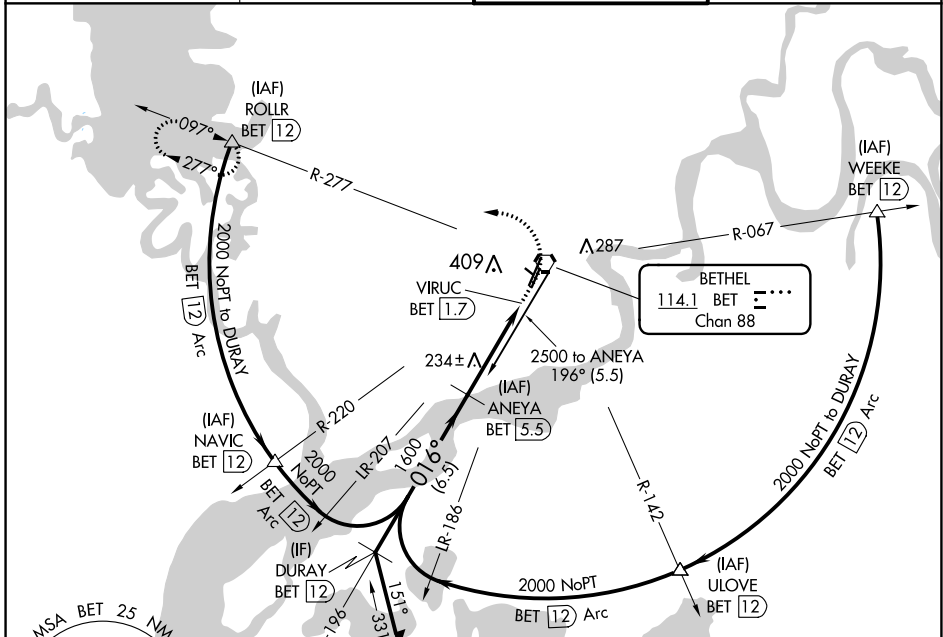 (IAF)
ROLLR
BET 12
097°
277°
R-277
(IAF)
WEEKE
BET 12
R-067
287
409
VIRUC
BET 1.7
BETHEL
114.1 BET
Chan 88
2000 NoPT to DURAY
BET 12 Arc
234±
2500 to ANEYA
196° (5.5)
(IAF)
ANEYA
BET 5.5
2000 NoPT to DURAY
BET 12 Arc
R-220
(IAF)
NAVIC
BET 12
LR-207
1600
016°
(6.5)
2000
NoPT
BET 12
Arc
LR-186
R-142
(IF)
DURAY
BET 12
2000 NoPT
BET 12 Arc
(IAF)
ULOVE
BET 12
151°
331
-196
MSA BET 25 NM